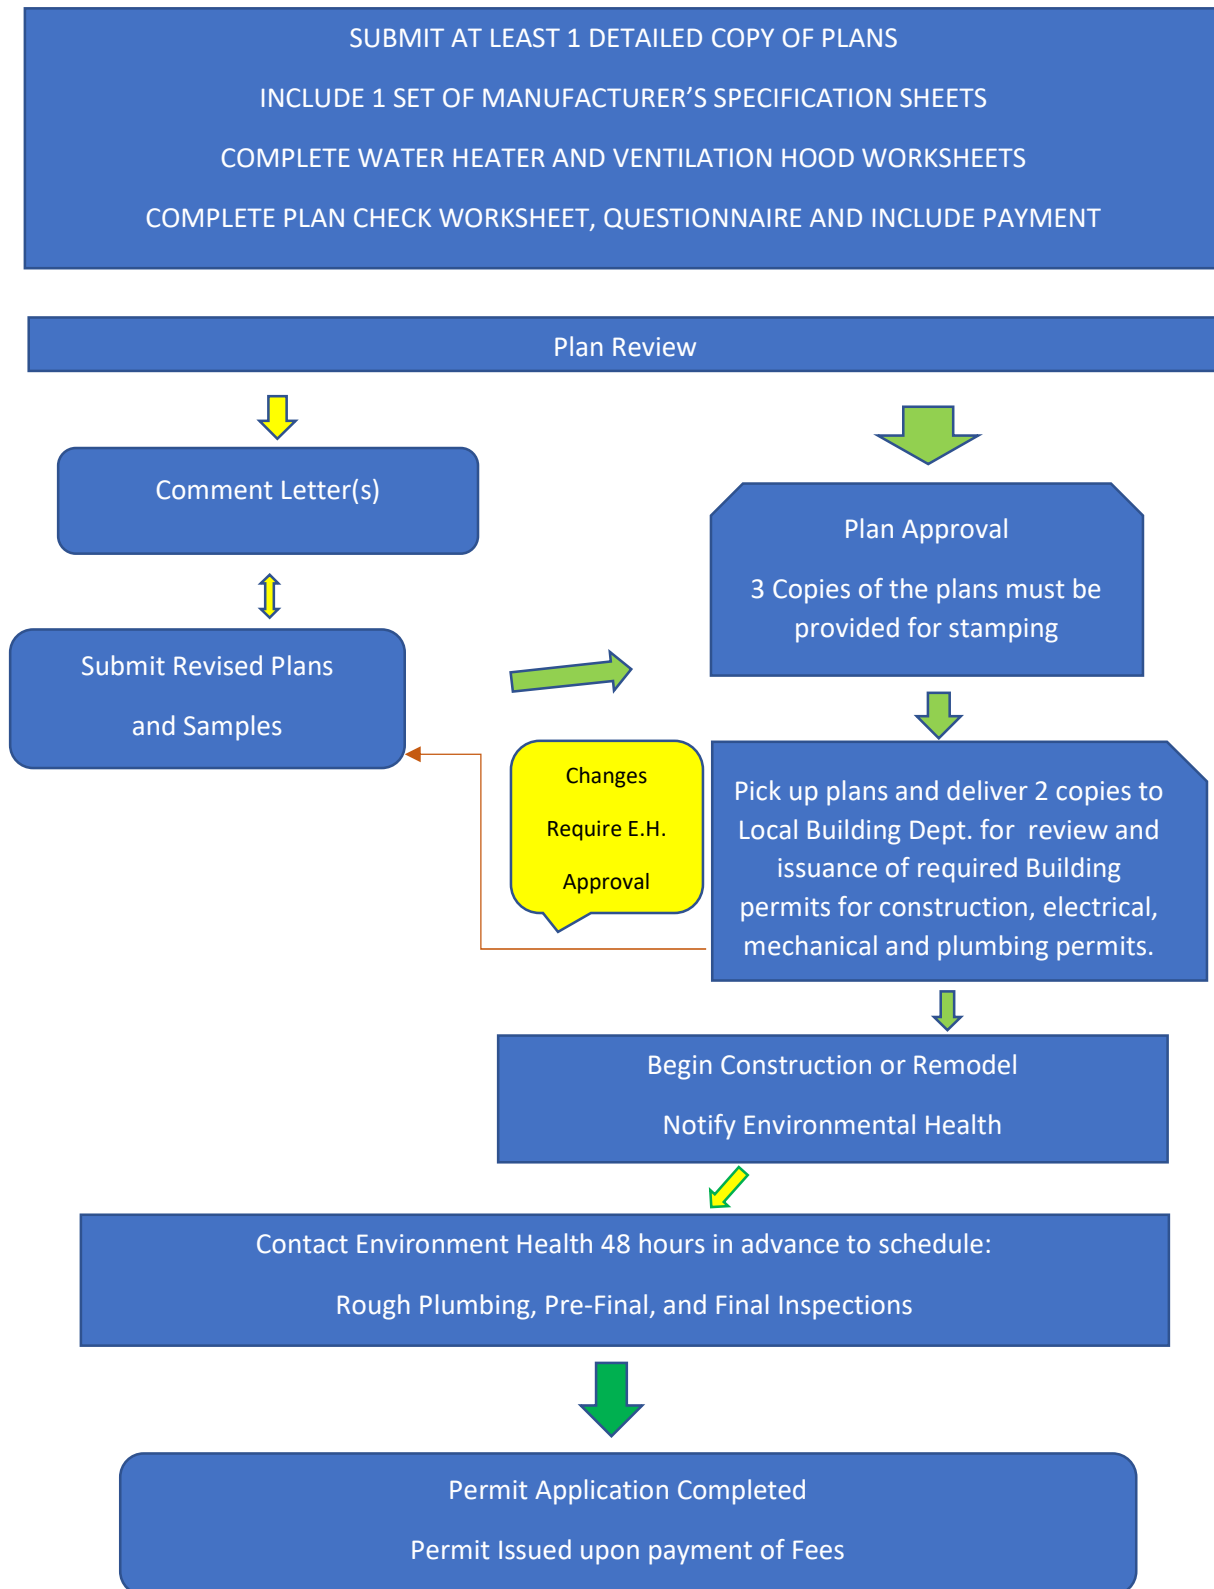 SUBMIT AT LEAST 1 DETAILED COPY OF PLANS
INCLUDE 1 SET OF MANUFACTURER’S SPECIFICATION SHEETS
COMPLETE WATER HEATER AND VENTILATION HOOD WORKSHEETS
COMPLETE PLAN CHECK WORKSHEET, QUESTIONNAIRE AND INCLUDE PAYMENT
Plan Review
Comment Letter(s)
Submit Revised Plans
and Samples
Plan Approval
3 Copies of the plans must be
provided for stamping
Changes
Require E.H.
Approval
Pick up plans and deliver 2 copies to
Local Building Dept. for review and
issuance of required Building
permits for construction, electrical,
mechanical and plumbing permits.
Begin Construction or Remodel
Notify Environmental Health
Contact Environment Health 48 hours in advance to schedule:
Rough Plumbing, Pre-Final, and Final Inspections
Permit Application Completed
Permit Issued upon payment of Fees